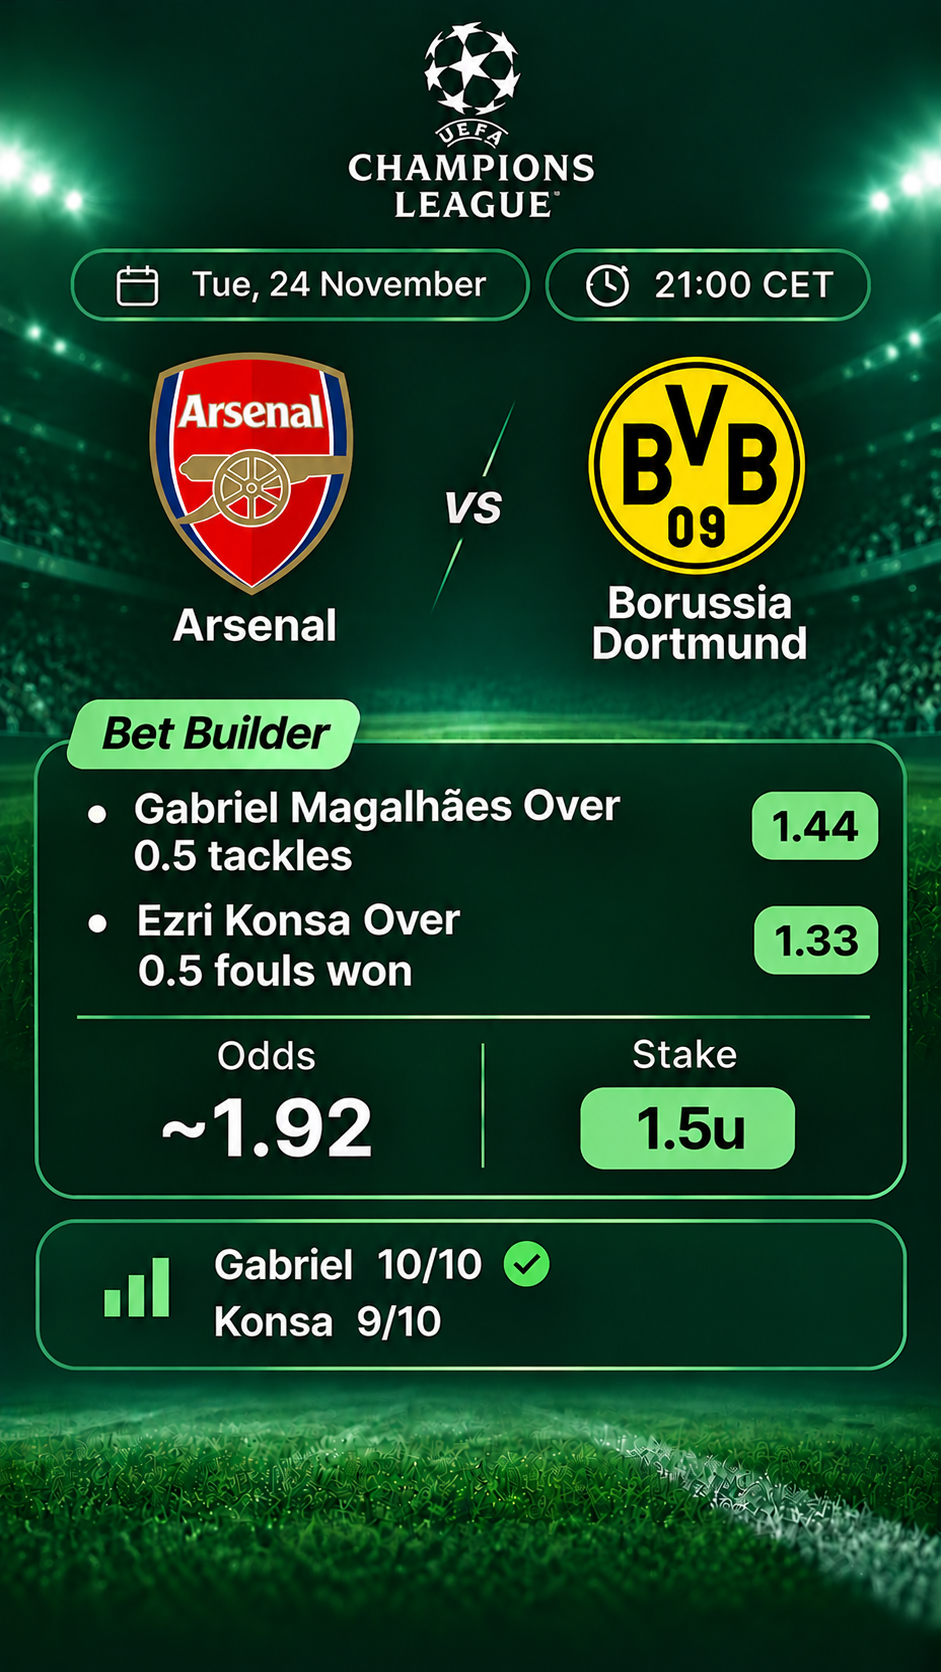 UEFA
CHAMPIONS
LEAGUE
Tue, 24 November
21:00 CET
Arsenal
VS
BVB
09
Arsenal
Borussia
Dortmund
Bet Builder
• Gabriel Magalhães Over
0.5 tackles
1.44
• Ezri Konsa Over
0.5 fouls won
1.33
Odds
~1.92
Stake
1.5u
Gabriel 10/10
Konsa 9/10